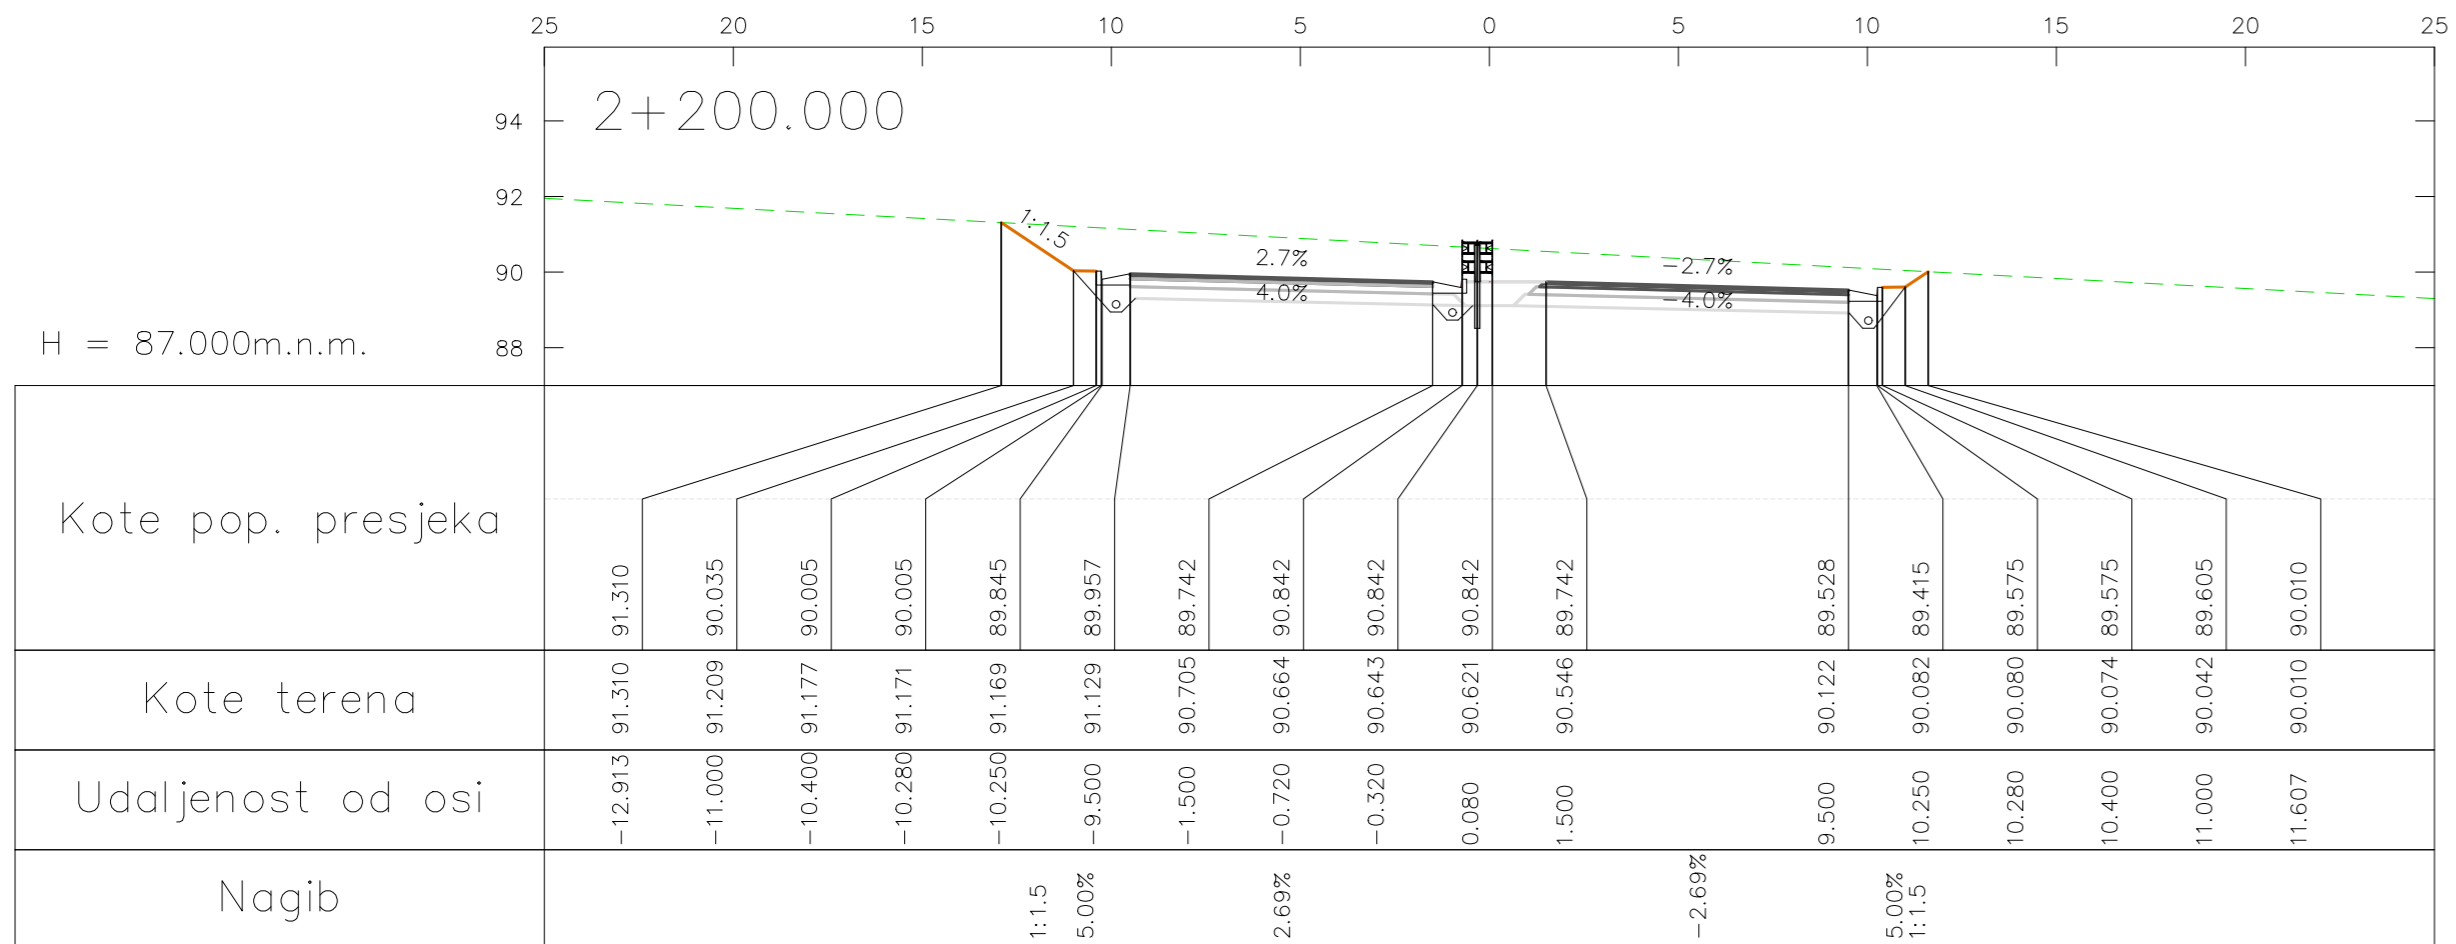 25 20 15 10 5 0 5 10 15 20 25
2+200.000
94
92
90
88
1:1.5
2.7%
4.0%
-2.7%
-4.0%
H = 87.000m.n.m.
Kote pop. presjeka
91.310 90.035 90.005 90.005 89.845 89.957 89.742 90.842 90.842 90.842 89.742 89.528 89.415 89.575 89.575 89.605 90.010
Kote terena
91.310 91.209 91.177 91.171 91.169 91.129 90.705 90.664 90.643 90.621 90.546 90.122 90.082 90.080 90.074 90.042 90.010
Udaljenost od osi
-12.913 -11.000 -10.400 -10.280 -10.250 -9.500 -1.500 -0.720 -0.320 0.080 1.500 9.500 10.250 10.280 10.400 11.000 11.607
Nagib
1:1.5 5.00% 2.69% -2.69% 5.00% 1:1.5